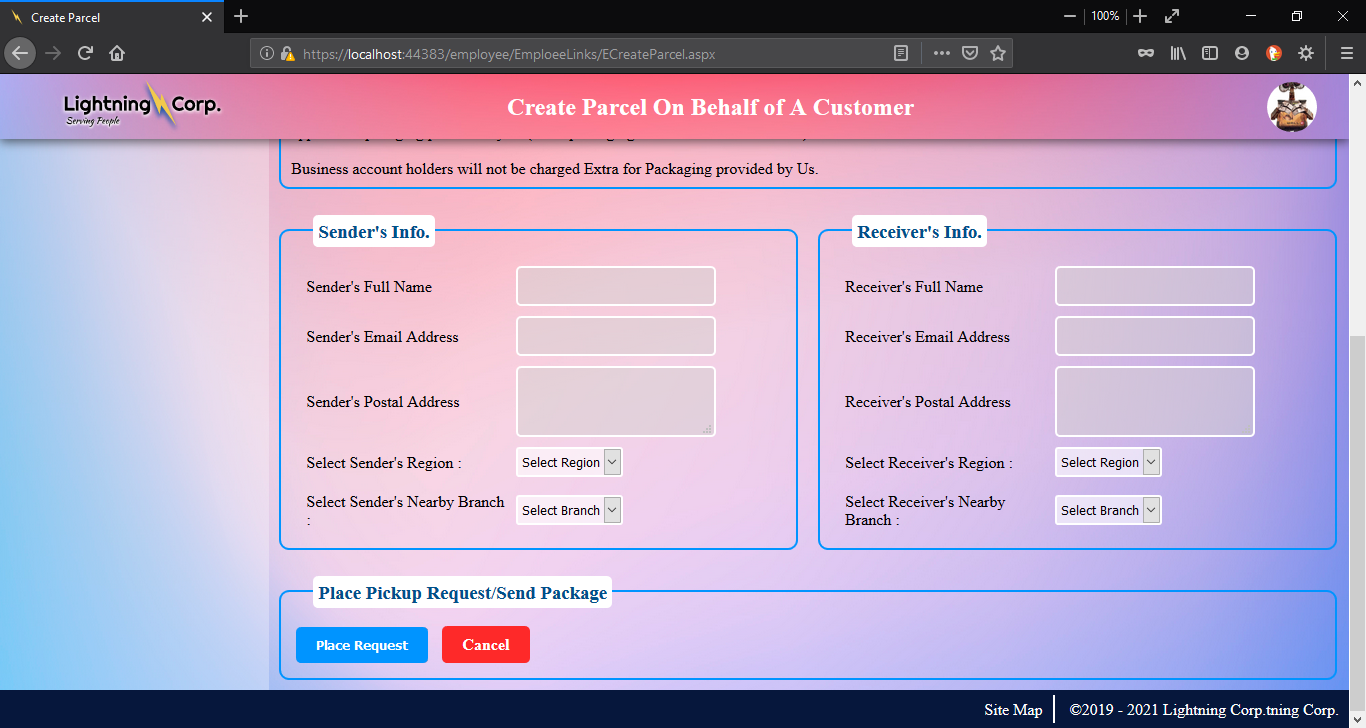 Create Parcel
100%
https://localhost:44383/employee/EmploeeLinks/ECreateParcel.aspx
Lightning Corp.
Serving People
Create Parcel On Behalf of A Customer
Business account holders will not be charged Extra for Packaging provided by Us.
Sender's Info.
Sender's Full Name
Sender's Email Address
Sender's Postal Address
Select Sender's Region :
Select Region
Select Sender's Nearby Branch
:
Select Branch
Receiver's Info.
Receiver's Full Name
Receiver's Email Address
Receiver's Postal Address
Select Receiver's Region :
Select Region
Select Receiver's Nearby
Branch :
Select Branch
Place Pickup Request/Send Package
Place Request
Cancel
Site Map
©2019 - 2021 Lightning Corp.tning Corp.